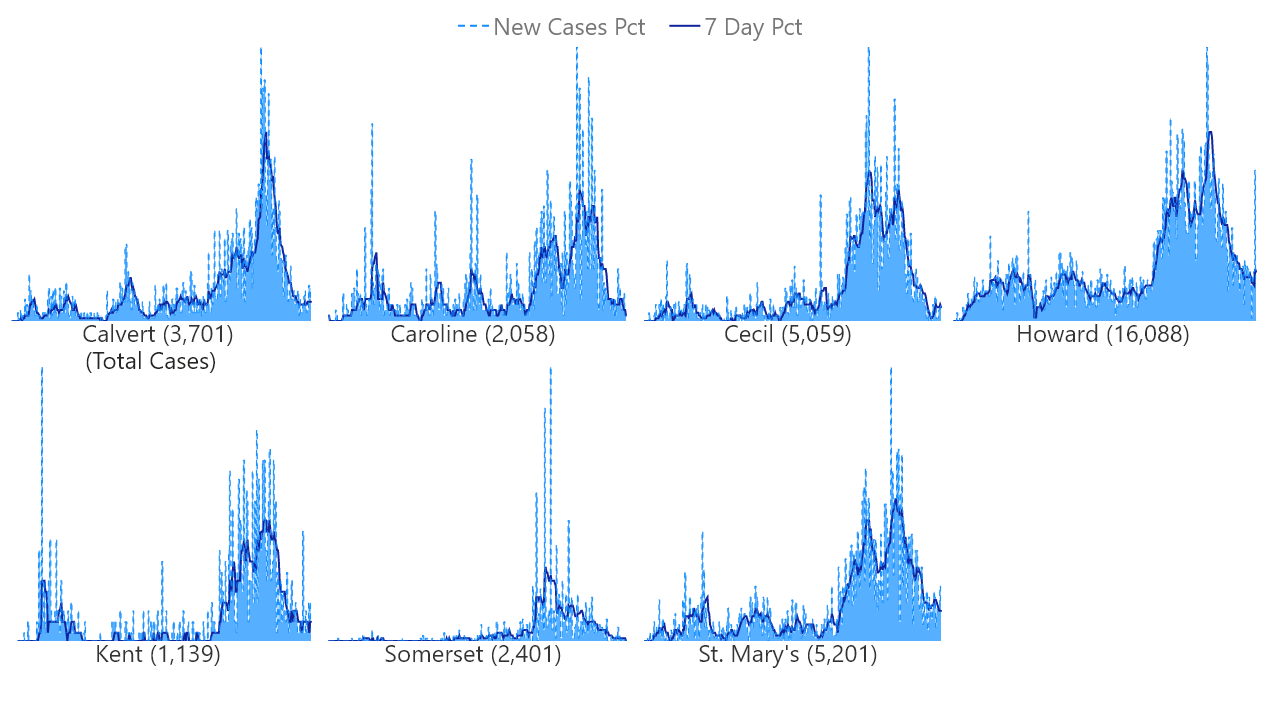 New Cases Pct 7 Day Pct
Calvert (3,701)
(Total Cases)
Caroline (2,058)
Cecil (5,059)
Howard (16,088)
Kent (1,139)
Somerset (2,401)
St. Mary's (5,201)